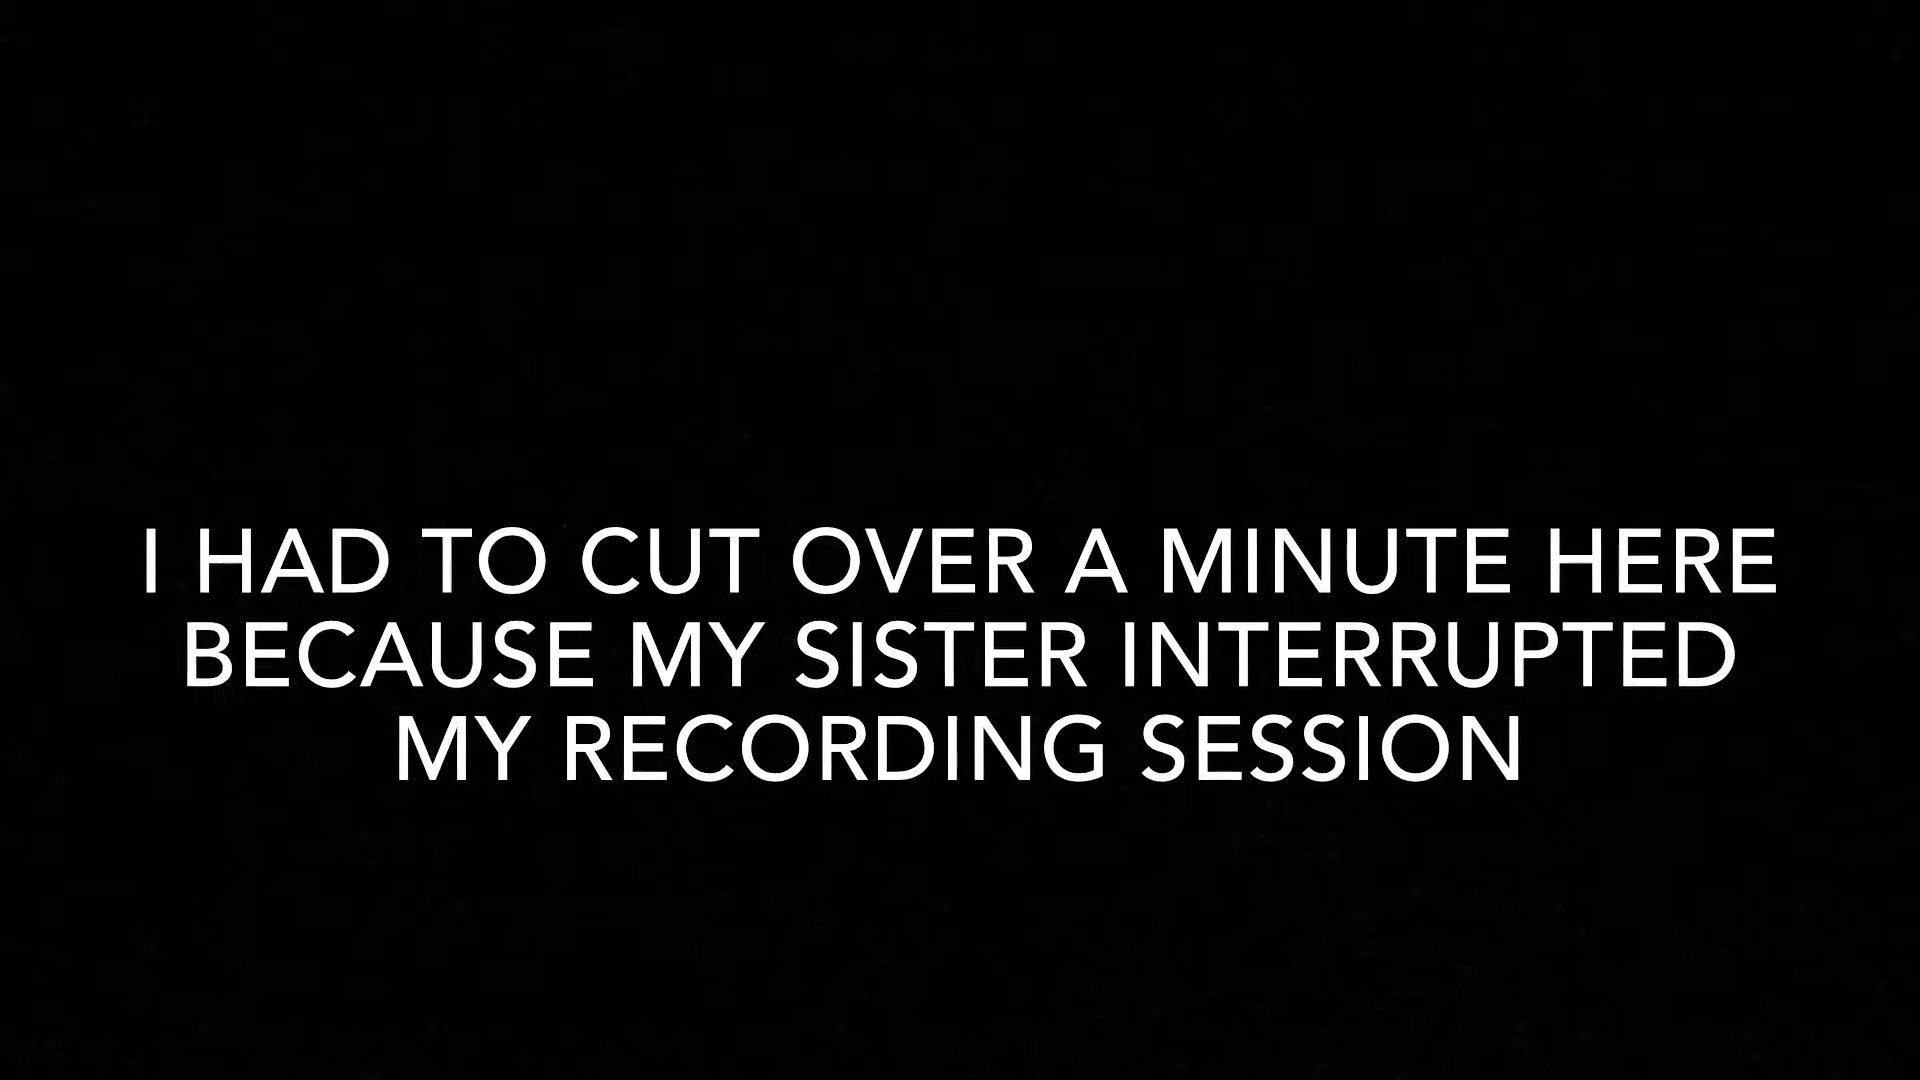 I HAD TO CUT OVER A MINUTE HERE
BECAUSE MY SISTER INTERRUPTED
MY RECORDING SESSION